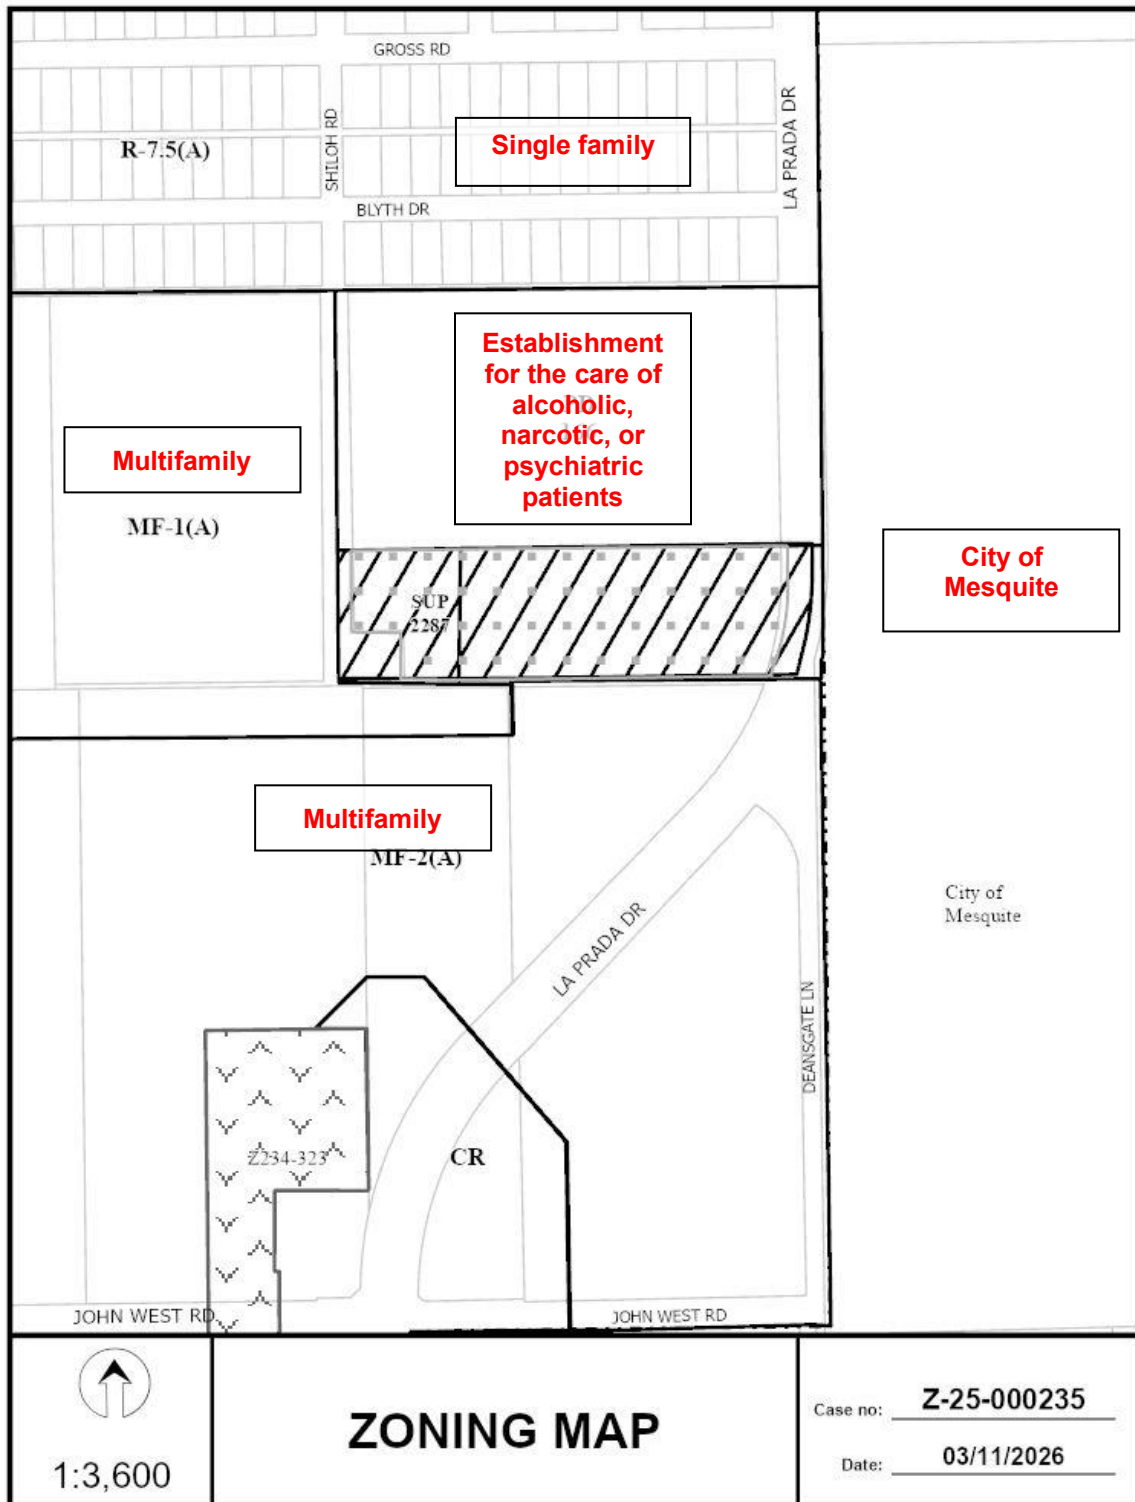 GROSS RD
R-7.5(A)
SHILOH RD
Single family
LA PRADA DR
BLYTH DR
Establishment
for the care of
alcoholic,
narcotic, or
psychiatric
patients
Multifamily
MF-1(A)
City of
Mesquite
SUP
2287
Multifamily
MF-2(A)
City of
Mesquite
LA PRADA DR
DEANSGATE LN
Z234-323
CR
JOHN WEST RD
JOHN WEST RD
1:3,600
ZONING MAP
Case no: Z-25-000235
Date: 03/11/2026